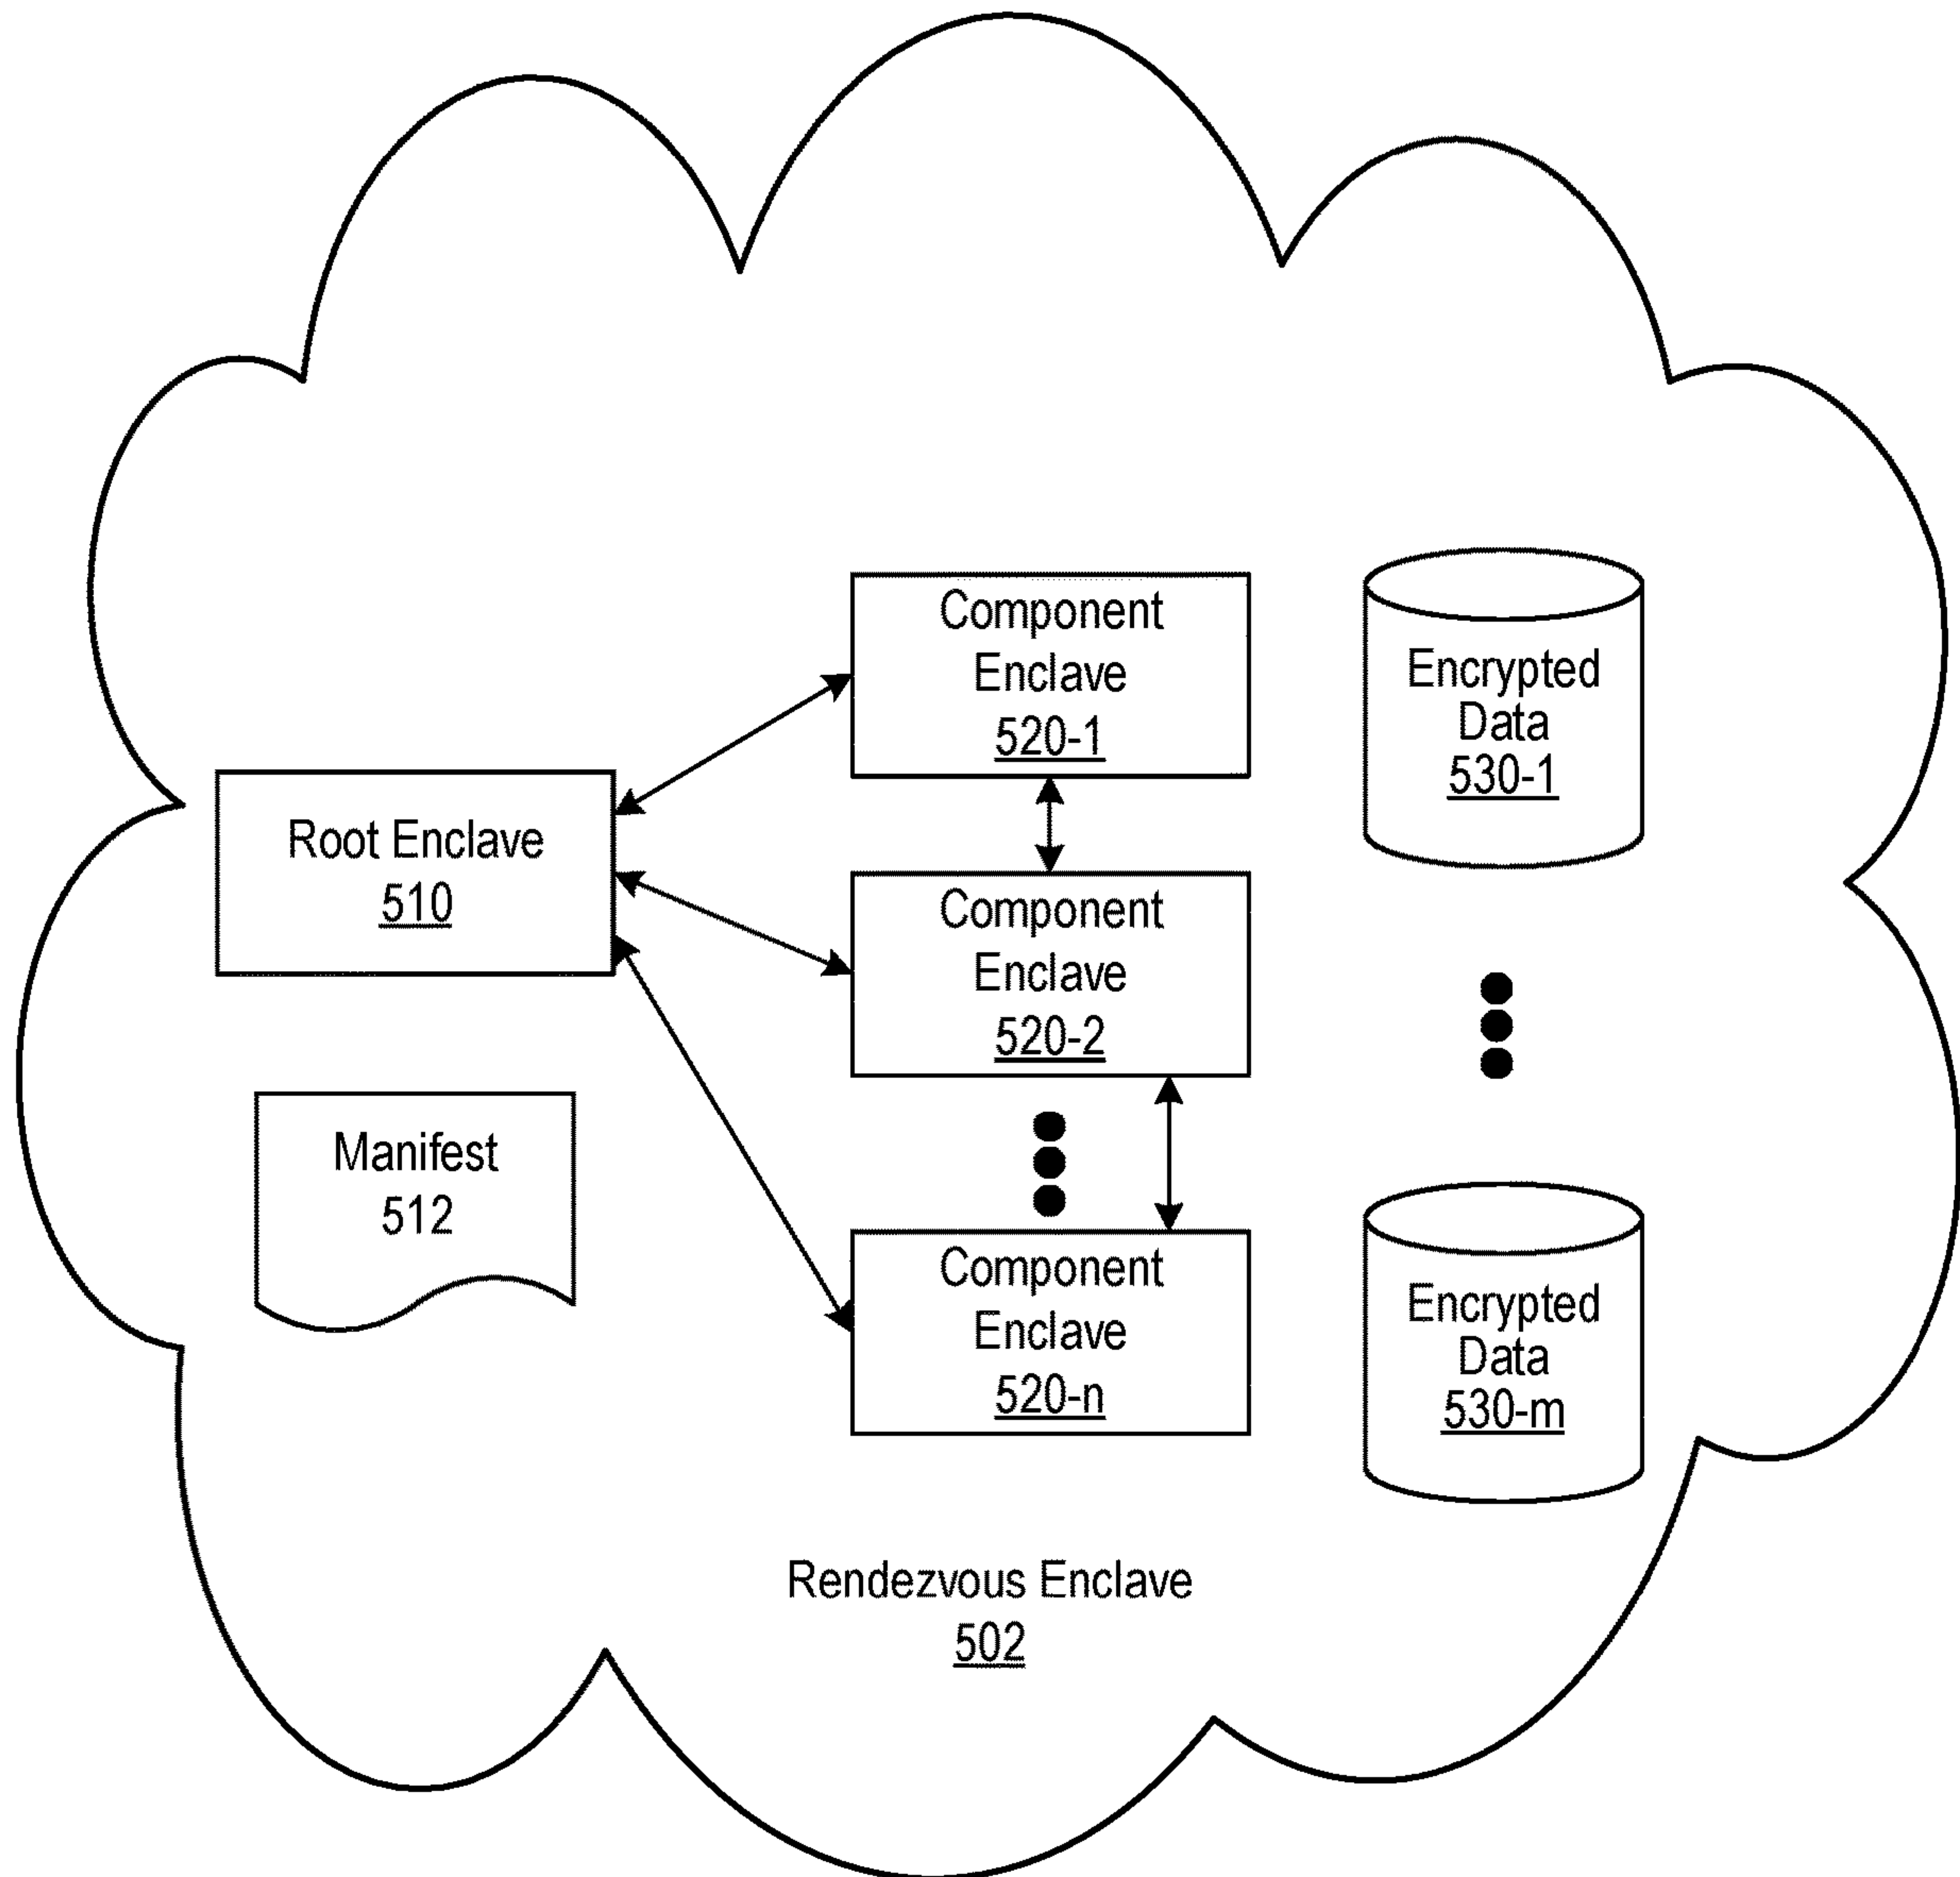 Component
Enclave
520-1
Encrypted
Data
530-1
Root Enclave
510
Component
Enclave
520-2
Manifest
512
Component
Enclave
520-n
Encrypted
Data
530-m
Rendezvous Enclave
502